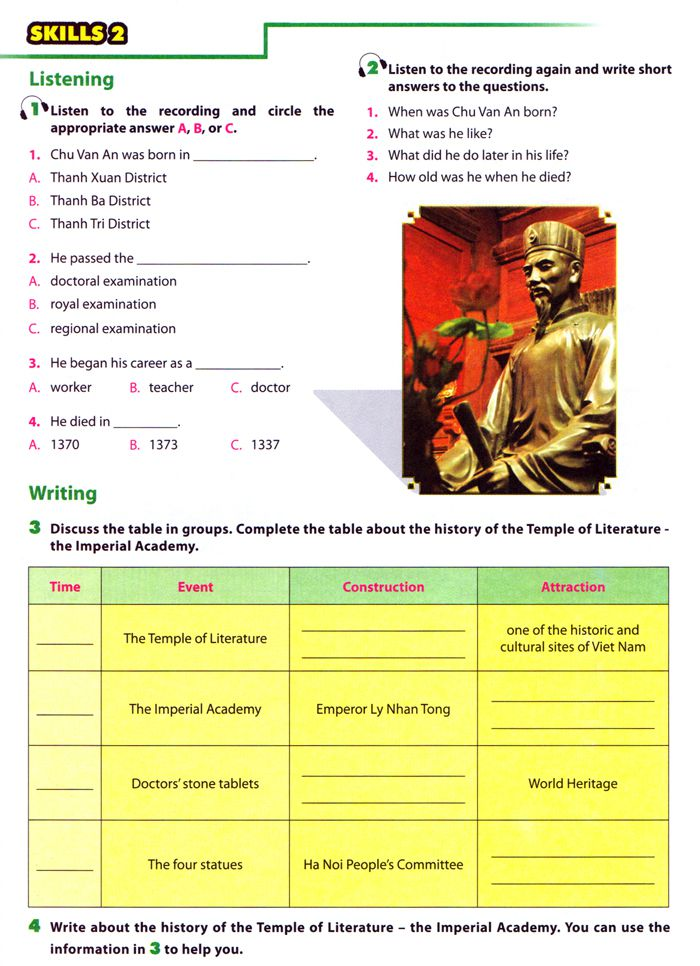 SKILLS 2
Listening
1 Listen to the recording and circle the
appropriate answer A, B, or C.
1. Chu Van An was born in __________________.
A. Thanh Xuan District
B. Thanh Ba District
C. Thanh Tri District
2. He passed the __________________________.
A. doctoral examination
B. royal examination
C. regional examination
3. He began his career as a _____________.
A. worker B. teacher C. doctor
4. He died in __________.
A. 1370 B. 1373 C. 1337
2 Listen to the recording again and write short
answers to the questions.
1. When was Chu Van An born?
2. What was he like?
3. What did he do later in his life?
4. How old was he when he died?
Writing
3 Discuss the table in groups. Complete the table about the history of the Temple of Literature -
the Imperial Academy.
Time Event Construction Attraction
The Temple of Literature
one of the historic and
cultural sites of Viet Nam
The Imperial Academy Emperor Ly Nhan Tong
Doctors' stone tablets World Heritage
The four statues Ha Noi People's Committee
4 Write about the history of the Temple of Literature – the Imperial Academy. You can use the
information in 3 to help you.